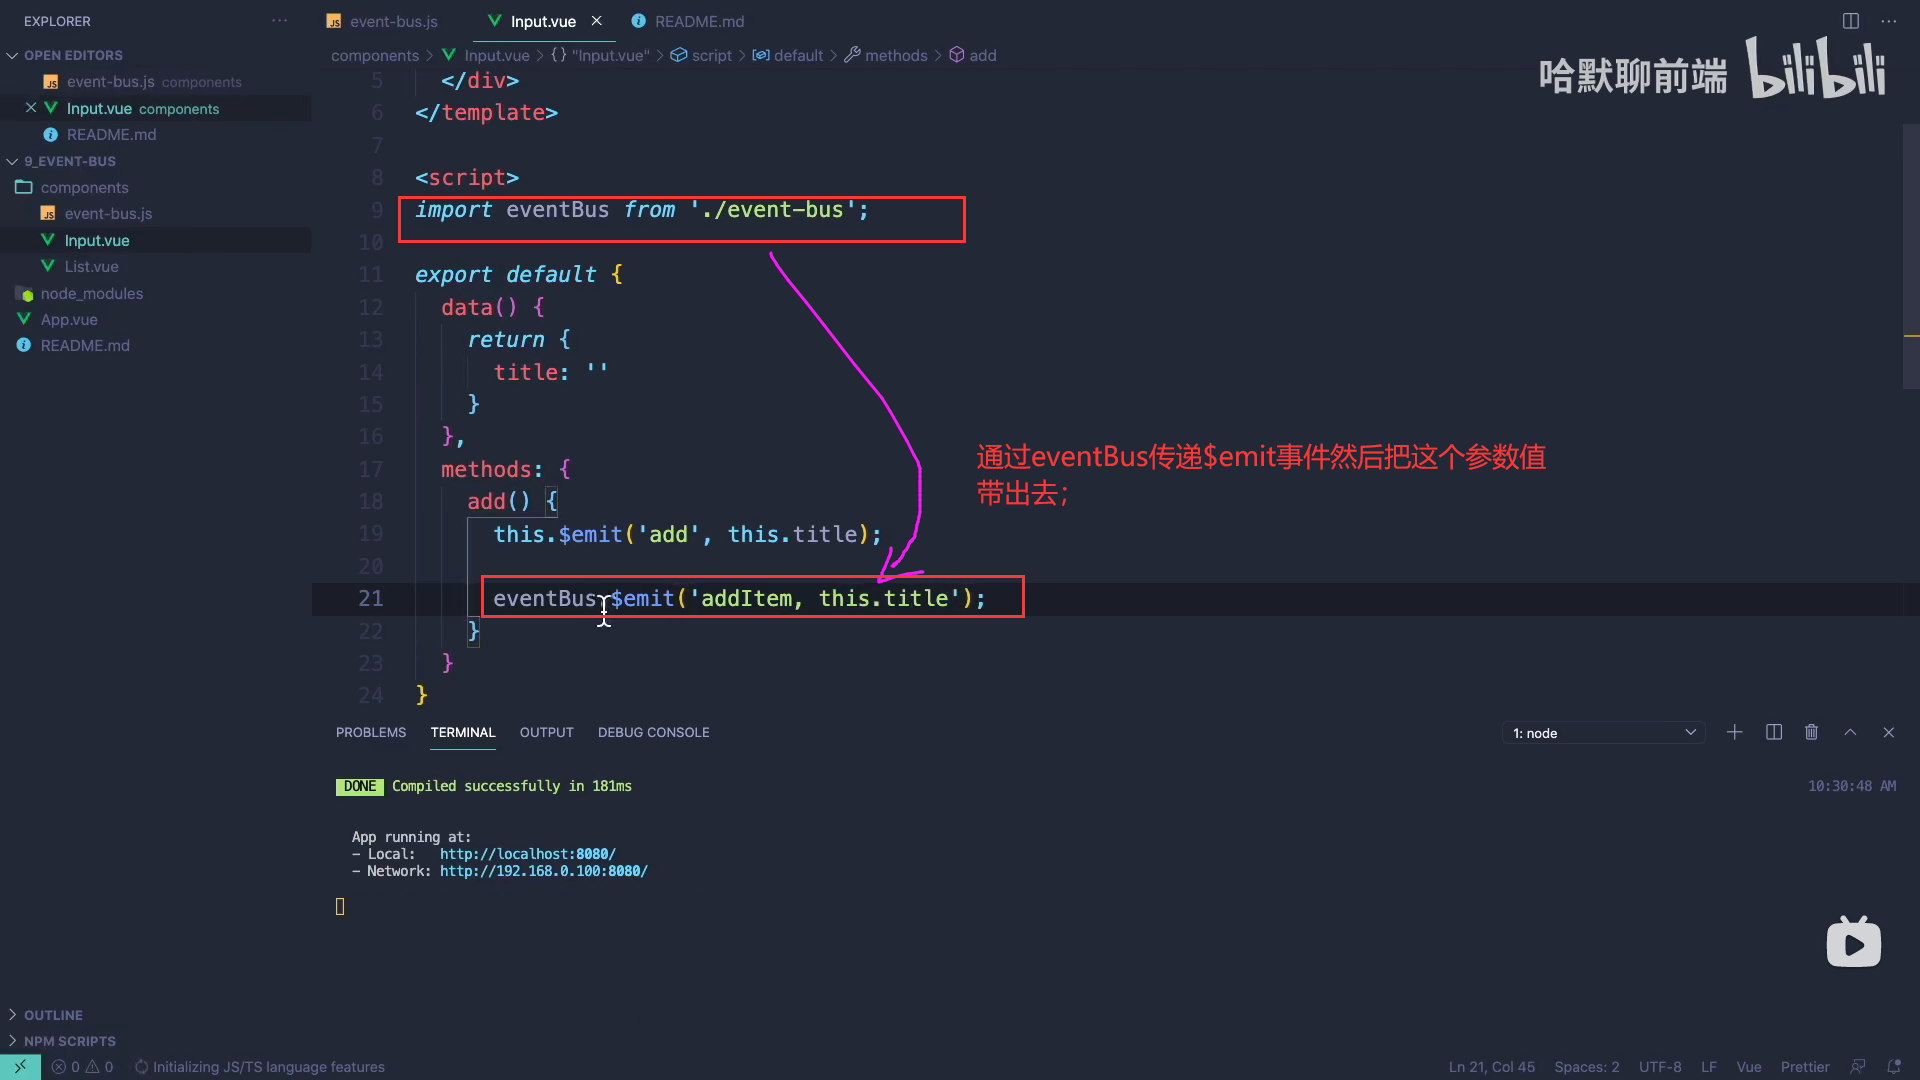 EXPLORER
event-bus.js
Input.vue
README.md
OPEN EDITORS
event-bus.js components
Input.vue components
README.md
9_EVENT-BUS
components
event-bus.js
Input.vue
List.vue
node_modules
App.vue
README.md
components > Input.vue > {} "Input.vue" > script > default > methods > add
哈默聊前端 bilibili
5 </div>
6 </template>
7
8 <script>
9 import eventBus from './event-bus';
10
11 export default {
12 data() {
13 return {
14 title: ''
15 }
16 },
17 methods: {
18 add() {
19 this.$emit('add', this.title);
20
21 eventBus.$emit('addItem, this.title');
22 }
23 }
24 }
通过eventBus传递$emit事件然后把这个参数值
带出去;
PROBLEMS TERMINAL OUTPUT DEBUG CONSOLE
1: node
DONE Compiled successfully in 181ms
10:30:48 AM
App running at:
- Local: http://localhost:8080/
- Network: http://192.168.0.100:8080/
OUTLINE
NPM SCRIPTS
0 0 Initializing JS/TS language features
Ln 21, Col 45 Spaces: 2 UTF-8 LF Vue Prettier